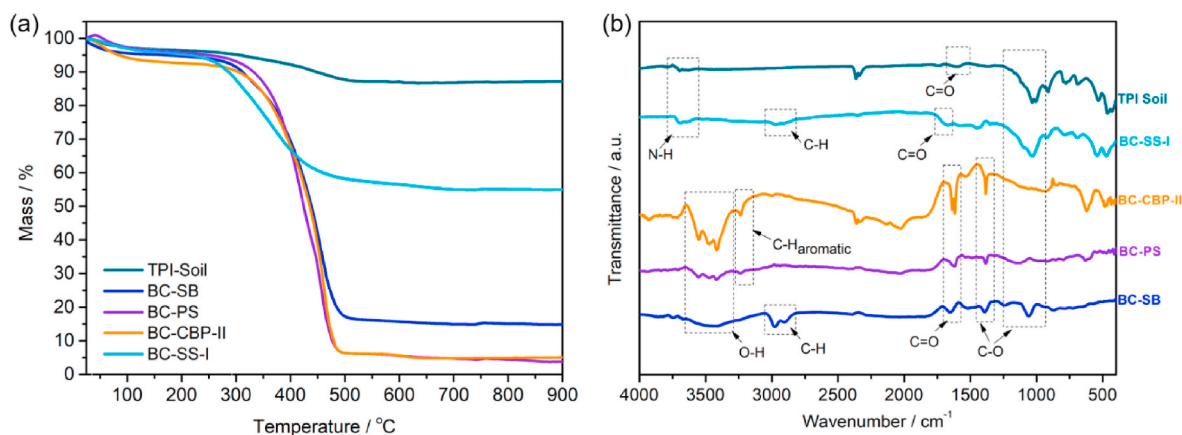 (a)
100
90
80
70
60
50
40
30
20
10
0
Mass / %
TPI-Soil
BC-SB
BC-PS
BC-CBP-II
BC-SS-I
100 200 300 400 500 600 700 800 900
Temperature / °C
(b)
Transmittance / a.u.
C=O
TPI Soil
N-H
C-H
C=O
BC-SS-I
BC-CBP-II
C-Haromatic
BC-PS
BC-SB
O-H
C-H
C=O
C-O
4000 3500 3000 2500 2000 1500 1000 500
Wavenumber / cm⁻¹